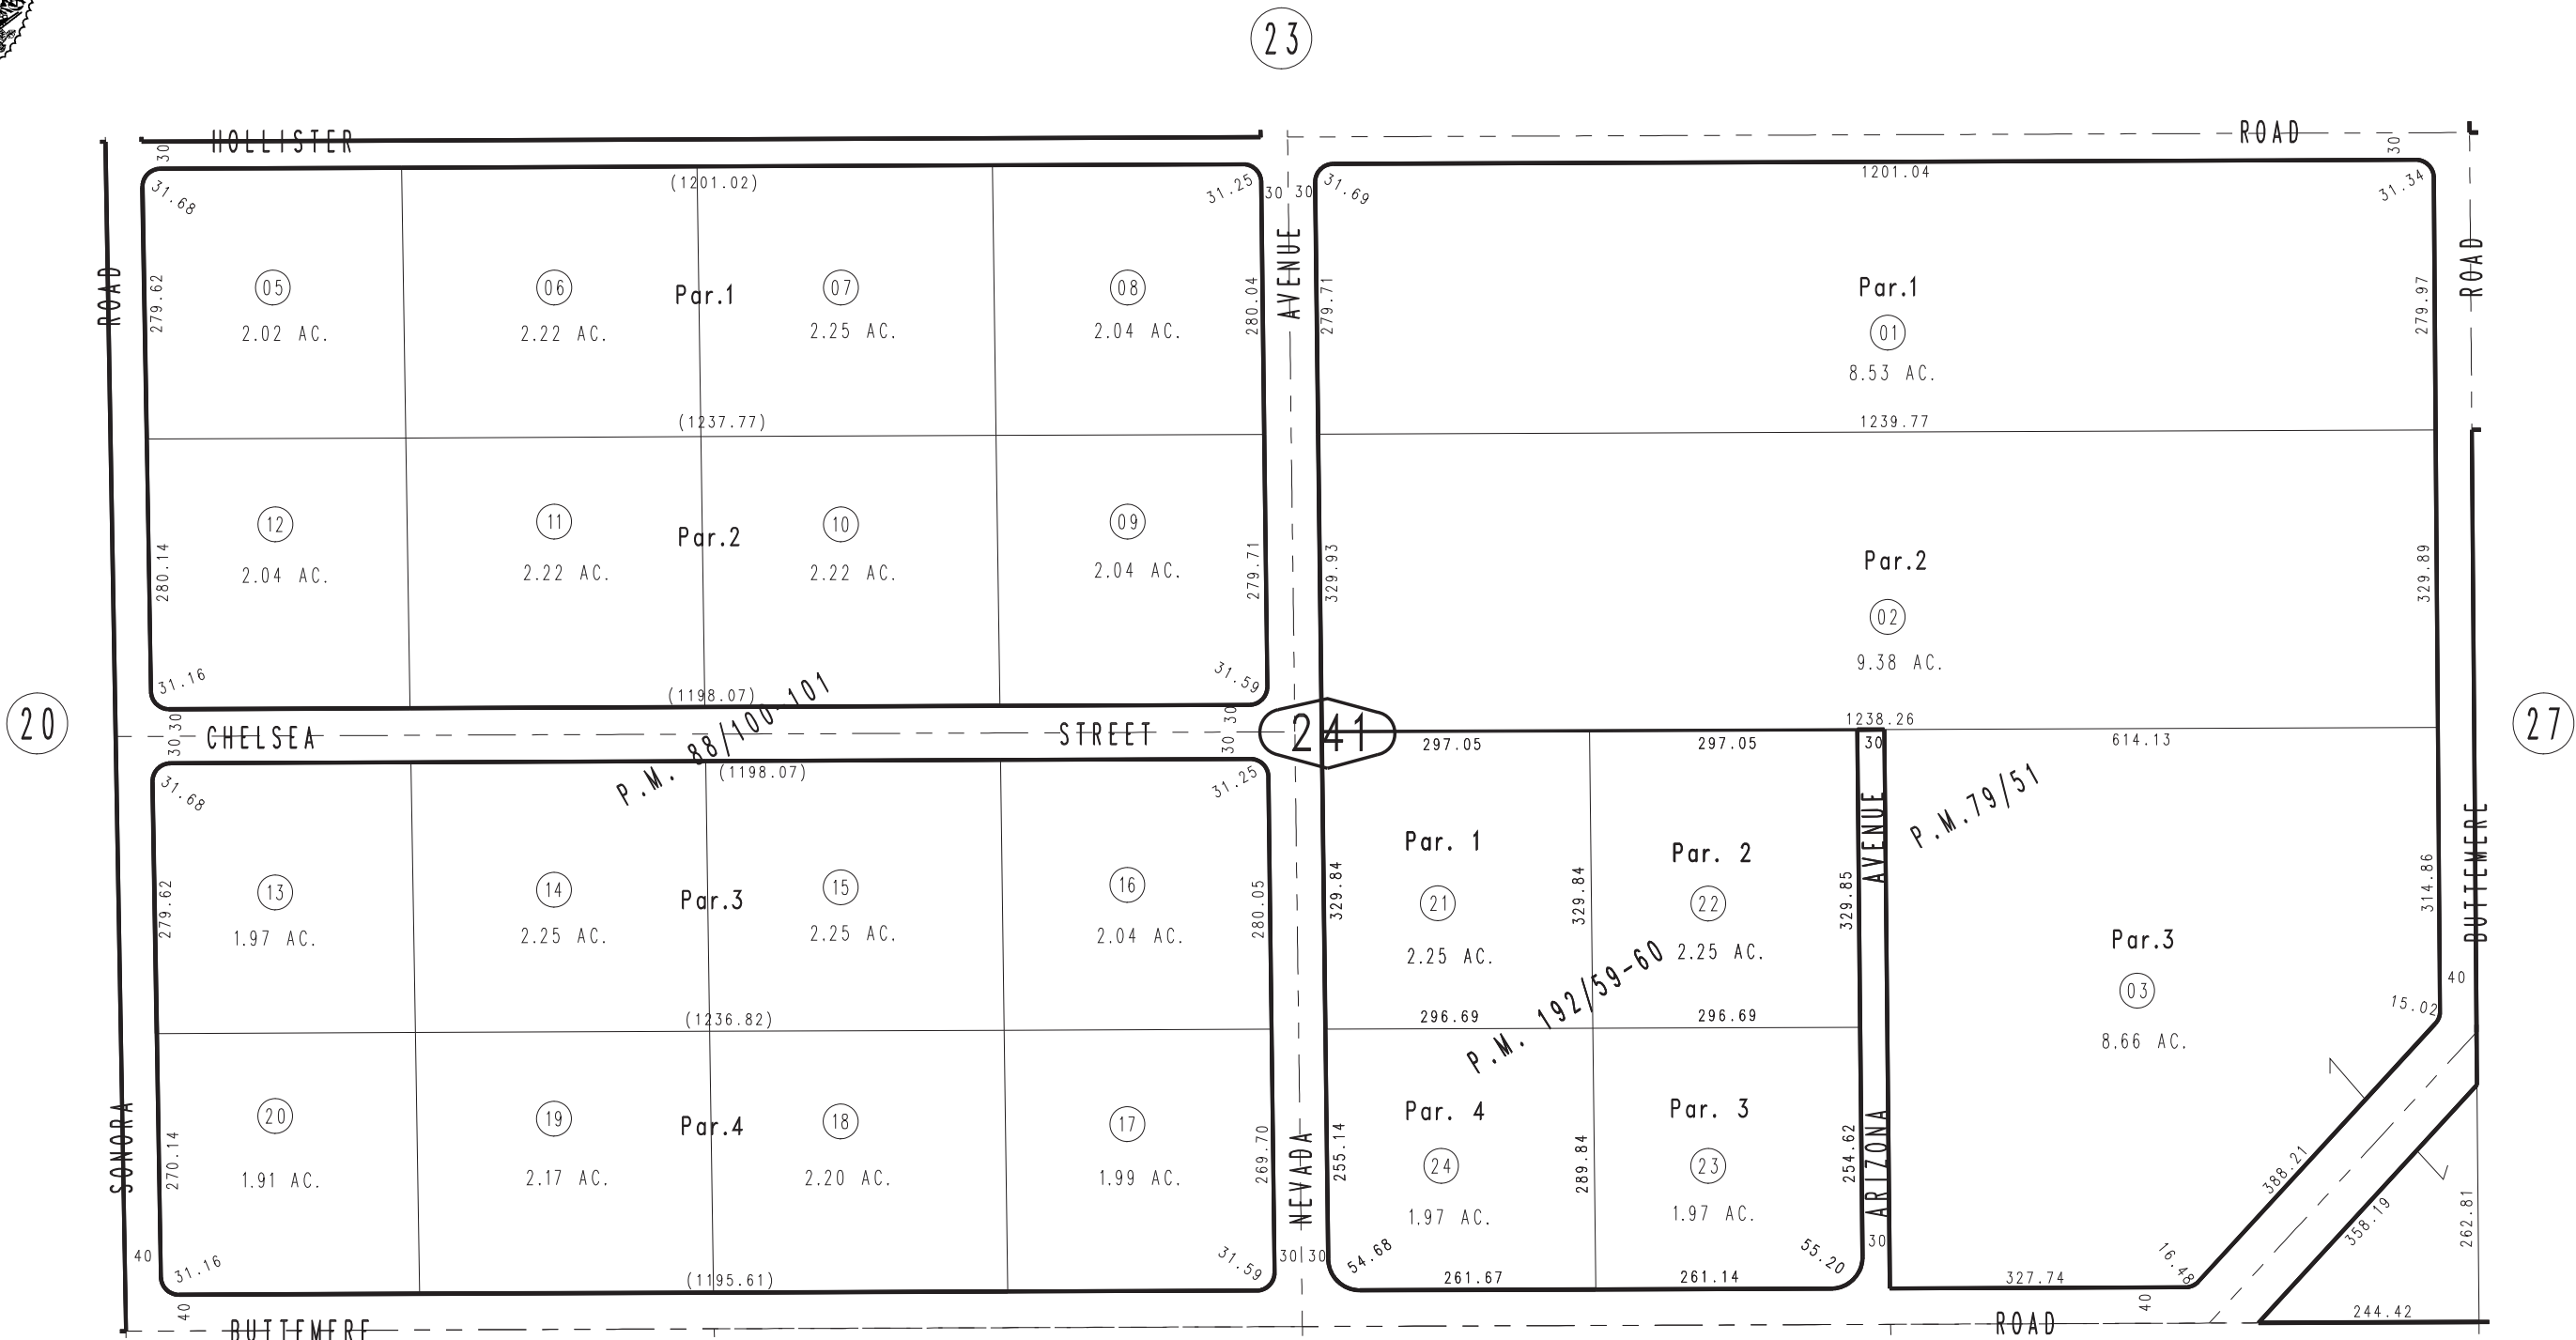 23
HOLLISTER
ROAD
30
30
31.68
(1201.02)
31.25
30 30
31.69
1201.04
31.34
ROAD
279.62
05
2.02 AC.
06
2.22 AC.
Par.1
07
2.25 AC.
08
2.04 AC.
280.04
AVENUE
279.71
Par.1
01
8.53 AC.
279.97
ROAD
(1237.77)
1239.77
280.14
12
2.04 AC.
11
2.22 AC.
Par.2
10
2.22 AC.
09
2.04 AC.
279.71
329.93
Par.2
02
9.38 AC.
329.89
31.16
(1198.07)
31.59
20
30 30
CHELSEA
STREET
30 30
241
1238.26
27
P.M. 88/100-101
297.05
297.05
30
614.13
31.68
(1198.07)
31.25
279.62
13
1.97 AC.
14
2.25 AC.
Par.3
15
2.25 AC.
16
2.04 AC.
280.05
329.84
Par. 1
21
2.25 AC.
329.84
Par. 2
22
2.25 AC.
329.85
AVENUE
P.M.79/51
Par.3
03
8.66 AC.
314.86
BUTTEMERE
40
15.02
(1236.82)
296.69
296.69
P.M. 192/59-60
SONORA
270.14
20
1.91 AC.
19
2.17 AC.
Par.4
18
2.20 AC.
17
1.99 AC.
269.70
NEVADA
255.14
Par. 4
24
1.97 AC.
289.84
Par. 3
23
1.97 AC.
254.62
ARIZONA
388.21
358.19
262.81
40
31.16
(1195.61)
31.59
30 30
54.68
261.67
261.14
55.20
30
327.74
16.48
40
40
244.42
BUTTEMERE
ROAD